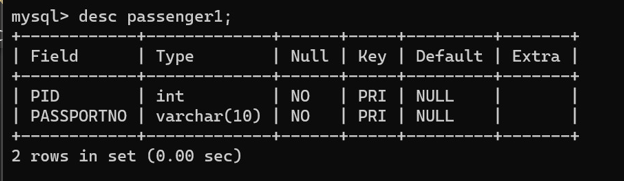 mysql> desc passenger1;
+------------+-------------+------+-----+---------+-------+
| Field      | Type        | Null | Key | Default | Extra |
+------------+-------------+------+-----+---------+-------+
| PID        | int         | NO   | PRI | NULL    |       |
| PASSPORTNO | varchar(10) | NO   | PRI | NULL    |       |
+------------+-------------+------+-----+---------+-------+
2 rows in set (0.00 sec)